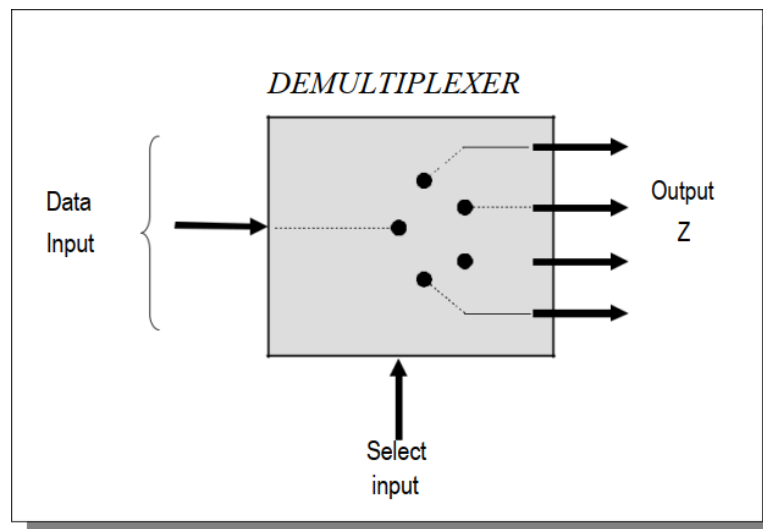 DEMULTIPLEXER
Data
Input
Output
Z
Select
input